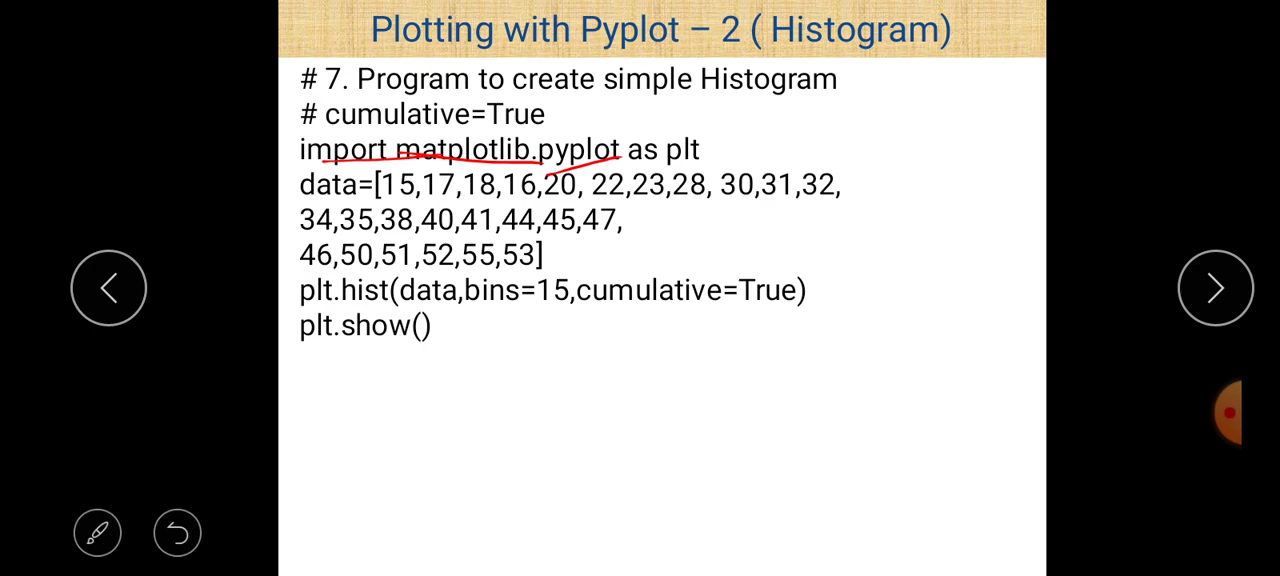 Plotting with Pyplot – 2 ( Histogram)
# 7. Program to create simple Histogram
# cumulative=True
import matplotlib.pyplot as plt
data=[15,17,18,16,20, 22,23,28, 30,31,32,
34,35,38,40,41,44,45,47,
46,50,51,52,55,53]
plt.hist(data,bins=15,cumulative=True)
plt.show()